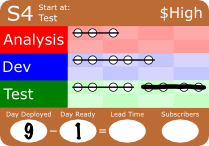 S4 Start at: Test $High
Analysis
Dev
Test
Day Deployed Day Ready Lead Time Subscribers
9 - 1 =